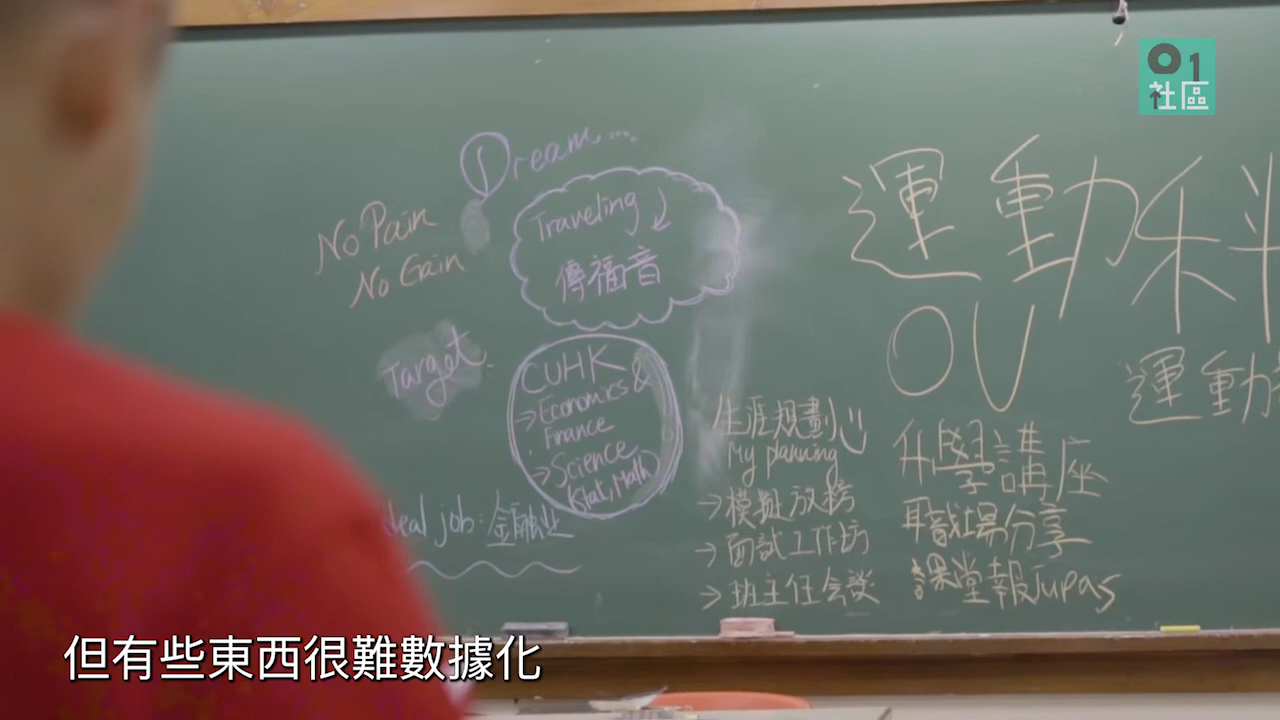 01
社區
Dream...
No Pain
No Gain
Traveling
傳福音
Target:
CUHK
→Economics &
Finance
→Science
(Stat, Math)
deal job:金融业
生涯規劃心
My planning
→模擬放榜
→面試工作坊
→班主任会談
運動科
OU
運動
升學講座
職場分享
課堂報Jupas
但有些東西很難數據化